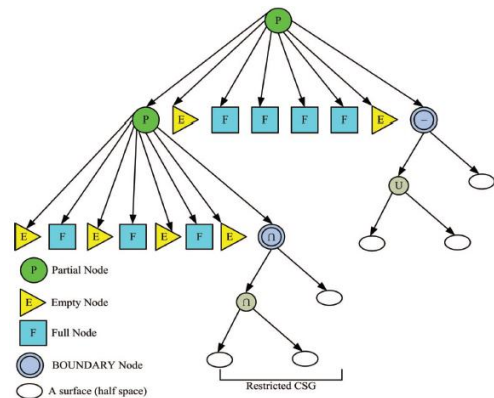 P
P E F F F F E −
U
E F E F E F E ∩
P Partial Node
∩
E Empty Node
F Full Node
BOUNDARY Node
Restricted CSG
A surface (half space)